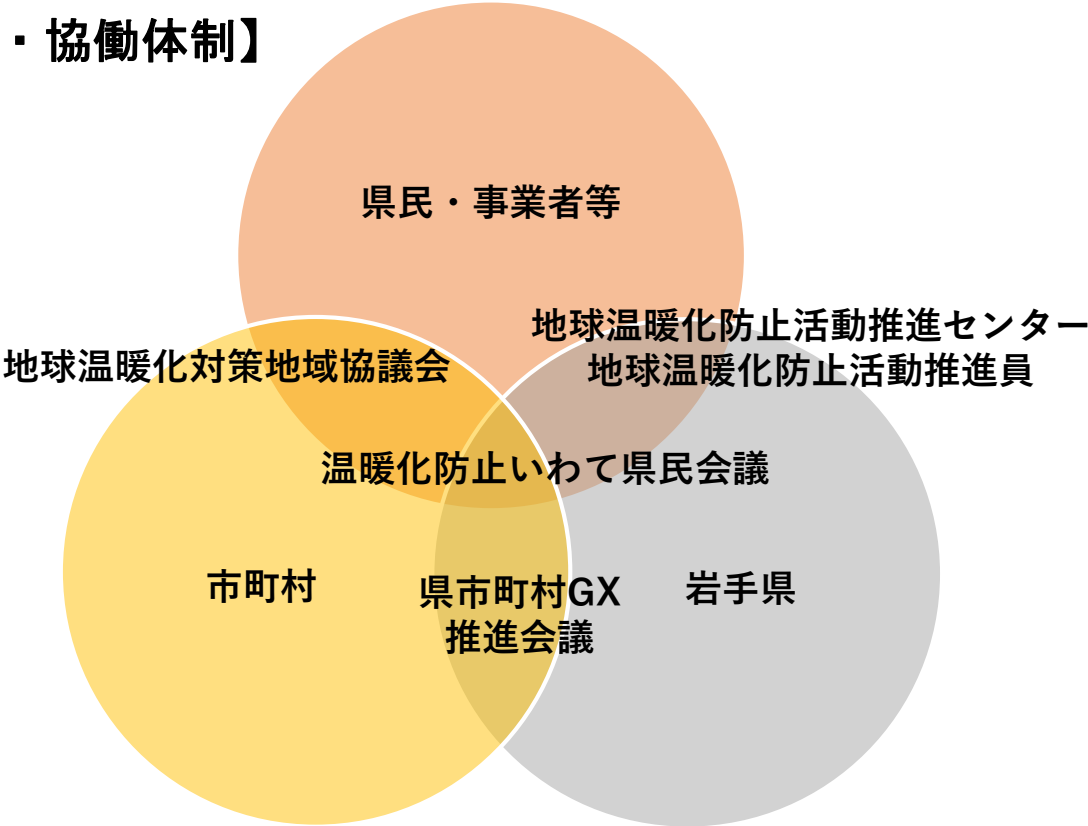 ・協働体制】
県民・事業者等
地球温暖化防止活動推進センター
地球温暖化防止活動推進員
地球温暖化対策地域協議会
温暖化防止いわて県民会議
市町村
県市町村GX
推進会議
岩手県